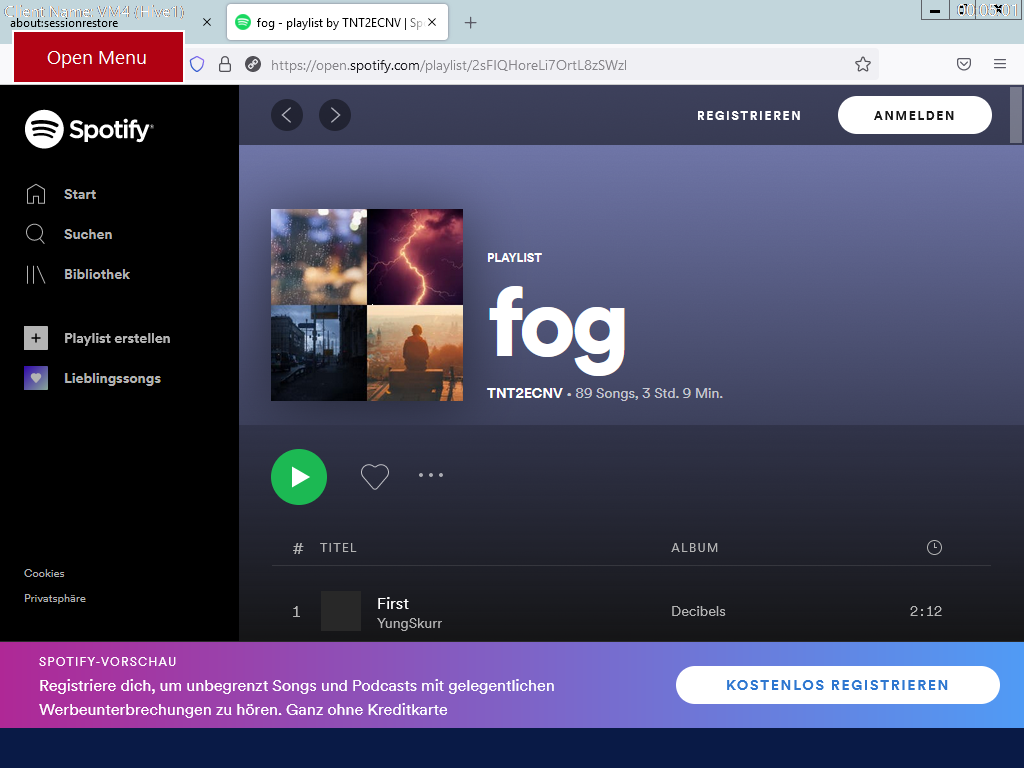 Client Name: VM4 (Hive1)
00:05:01
about:sessionrestore
fog - playlist by TNT2ECNV | Sp
Open Menu
https://open.spotify.com/playlist/2sFIQHoreLi7OrtL8zSWzl
Spotify
REGISTRIEREN
ANMELDEN
Start
Suchen
Bibliothek
Playlist erstellen
Lieblingssongs
PLAYLIST
fog
TNT2ECNV • 89 Songs, 3 Std. 9 Min.
# TITEL ALBUM
1 First Decibels 2:12
YungSkurr
Cookies
Privatsphäre
SPOTIFY-VORSCHAU
Registriere dich, um unbegrenzt Songs und Podcasts mit gelegentlichen
Werbeunterbrechungen zu hören. Ganz ohne Kreditkarte
KOSTENLOS REGISTRIEREN